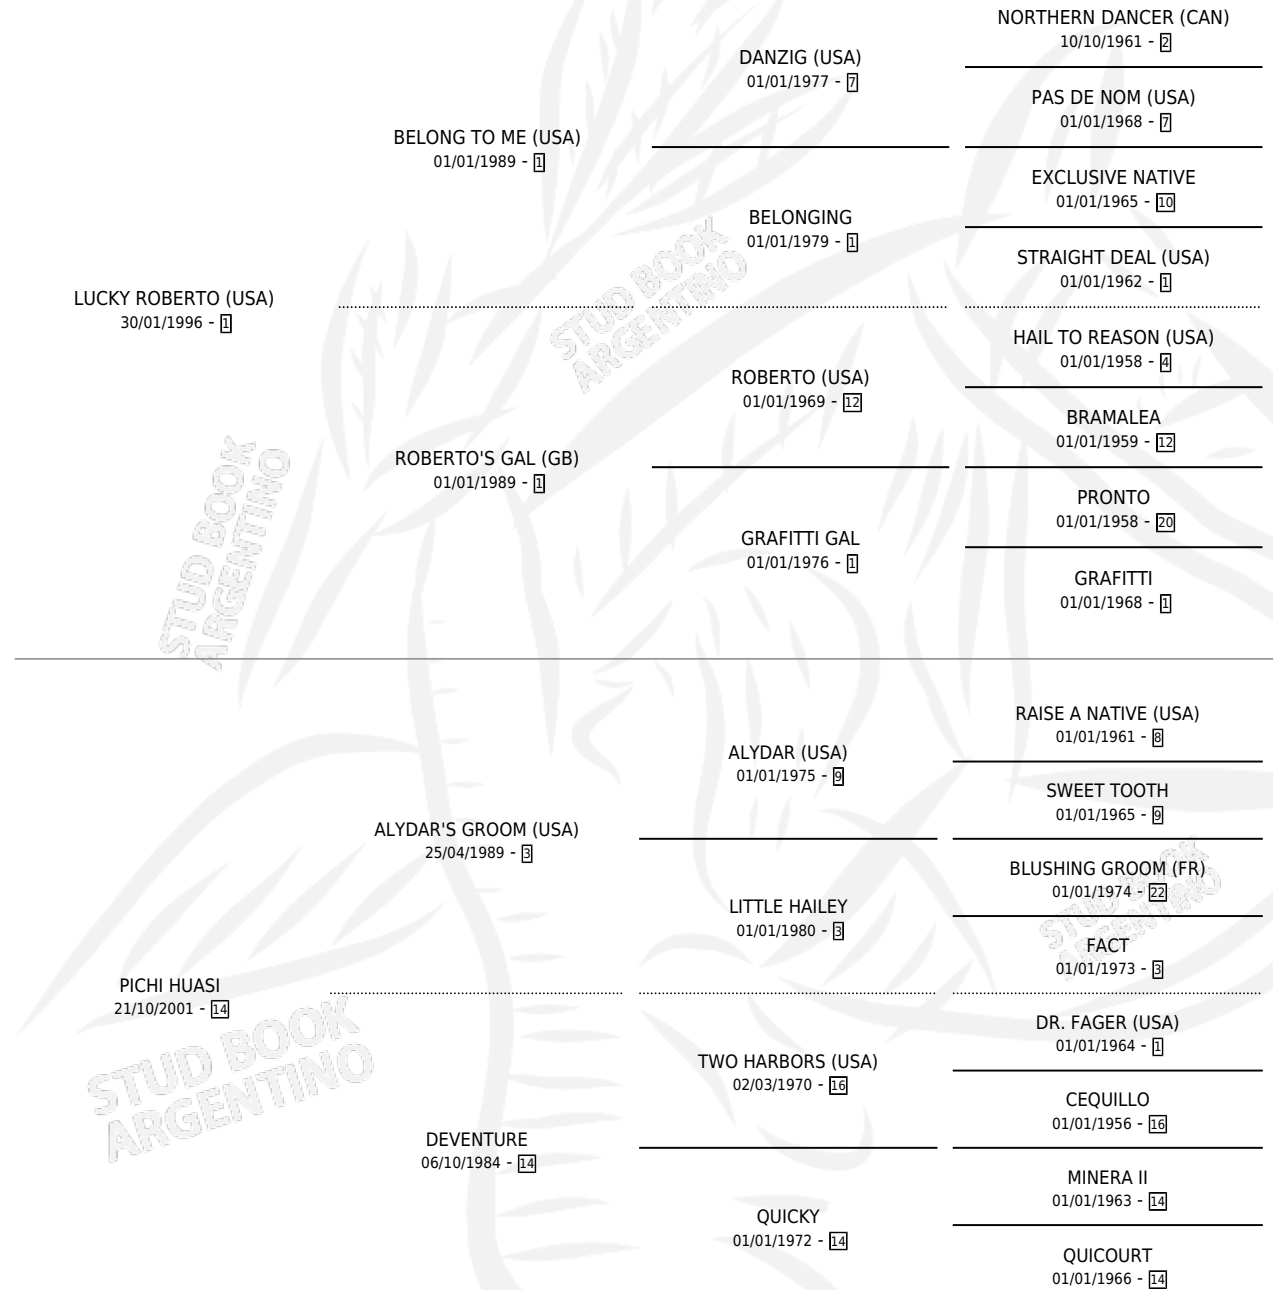 NORTHERN DANCER (CAN)
10/10/1961 - 2
DANZIG (USA)
01/01/1977 - 7
PAS DE NOM (USA)
01/01/1968 - 7
BELONG TO ME (USA)
01/01/1989 - 1
EXCLUSIVE NATIVE
01/01/1965 - 10
BELONGING
01/01/1979 - 1
STRAIGHT DEAL (USA)
01/01/1962 - 1
LUCKY ROBERTO (USA)
30/01/1996 - 1
HAIL TO REASON (USA)
01/01/1958 - 4
ROBERTO (USA)
01/01/1969 - 12
BRAMALEA
01/01/1959 - 12
ROBERTO'S GAL (GB)
01/01/1989 - 1
PRONTO
01/01/1958 - 20
GRAFITTI GAL
01/01/1976 - 1
GRAFITTI
01/01/1968 - 1
STUD BOOK
ARGENTINO
STUD BOOK
ARGENTINO
RAISE A NATIVE (USA)
01/01/1961 - 8
ALYDAR (USA)
01/01/1975 - 9
SWEET TOOTH
01/01/1965 - 9
ALYDAR'S GROOM (USA)
25/04/1989 - 3
BLUSHING GROOM (FR)
01/01/1974 - 22
LITTLE HAILEY
01/01/1980 - 3
FACT
01/01/1973 - 3
PICHI HUASI
21/10/2001 - 14
DR. FAGER (USA)
01/01/1964 - 1
TWO HARBORS (USA)
02/03/1970 - 16
CEQUILLO
01/01/1956 - 16
DEVENTURE
06/10/1984 - 14
MINERA II
01/01/1963 - 14
QUICKY
01/01/1972 - 14
QUICOURT
01/01/1966 - 14
STUD BOOK
ARGENTINO
STUD BOOK
ARGENTINO